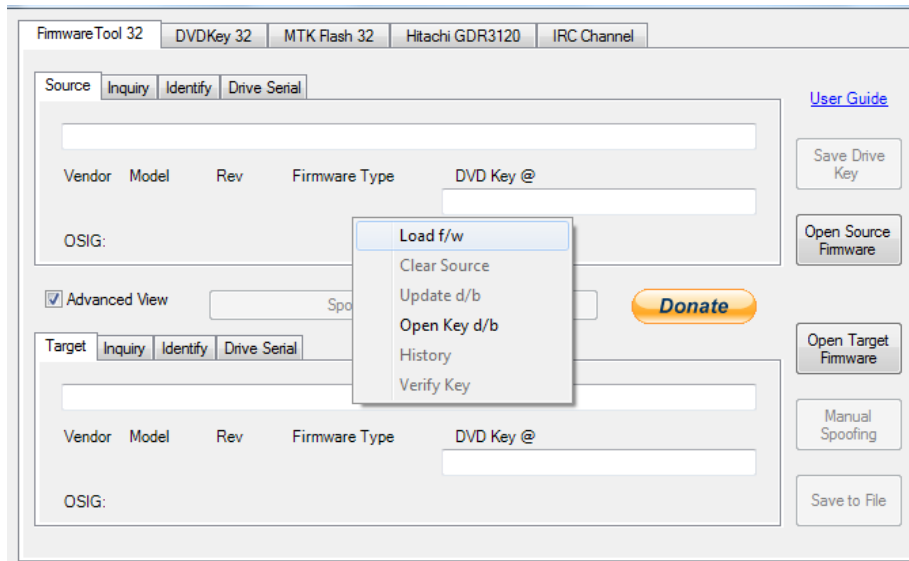 FirmwareTool 32 DVDKey 32 MTK Flash 32 Hitachi GDR3120 IRC Channel
Source Inquiry Identify Drive Serial
User Guide
Save Drive
Key
Vendor Model Rev Firmware Type DVD Key @
Open Source
Firmware
OSIG:
Load f/w
Clear Source
Update d/b
Open Key d/b
History
Verify Key
Advanced View Spo Donate
Target Inquiry Identify Drive Serial
Open Target
Firmware
Manual
Spoofing
Vendor Model Rev Firmware Type DVD Key @
OSIG:
Save to File